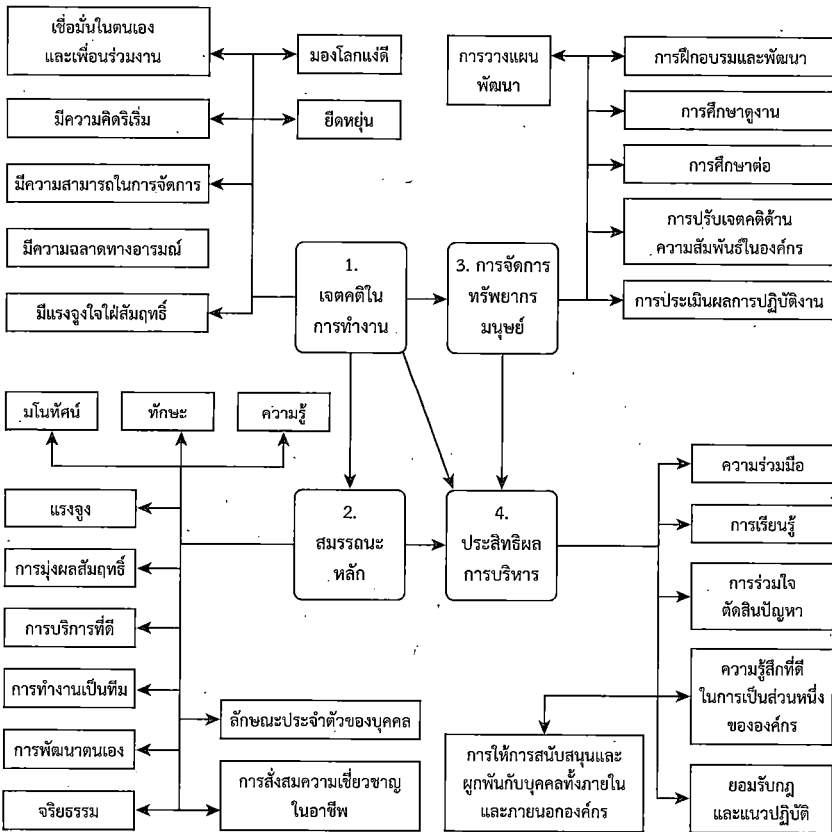 เชื่อมั่นในตนเอง
และเพื่อนร่วมงาน
มองโลกแง่ดี
มีความคิดริเริ่ม
ยืดหยุ่น
มีความสามารถในการจัดการ
มีความฉลาดทางอารมณ์
มีแรงจูงใจใฝ่สัมฤทธิ์
1.
เจตคติใน
การทำงาน
การวางแผน
พัฒนา
การฝึกอบรมและพัฒนา
การศึกษาดูงาน
การศึกษาต่อ
การปรับเจตคติด้าน
ความสัมพันธ์ในองค์กร
การประเมินผลการปฏิบัติงาน
3. การจัดการ
ทรัพยากร
มนุษย์
มโนทัศน์
ทักษะ
ความรู้
แรงจูง
การมุ่งผลสัมฤทธิ์
การบริการที่ดี
การทำงานเป็นทีม
การพัฒนาตนเอง
จริยธรรม
ลักษณะประจำตัวของบุคคล
การสั่งสมความเชี่ยวชาญ
ในอาชีพ
2.
สมรรถนะ
หลัก
4.
ประสิทธิผล
การบริหาร
ความร่วมมือ
การเรียนรู้
การร่วมใจ
ตัดสินปัญหา
ความรู้สึกที่ดี
ในการเป็นส่วนหนึ่ง
ขององค์กร
การให้การสนับสนุนและ
ผูกพันกับบุคคลทั้งภายใน
และภายนอกองค์กร
ยอมรับกฎ
และแนวปฏิบัติ